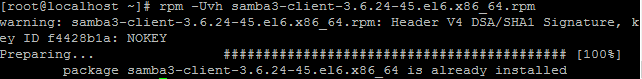 [root@localhost ~]# rpm -Uvh samba3-client-3.6.24-45.el6.x86_64.rpm
warning: samba3-client-3.6.24-45.el6.x86_64.rpm: Header V4 DSA/SHA1 Signature, k
ey ID f4428b1a: NOKEY
Preparing... ########################################### [100%]
package samba3-client-3.6.24-45.el6.x86_64 is already installed